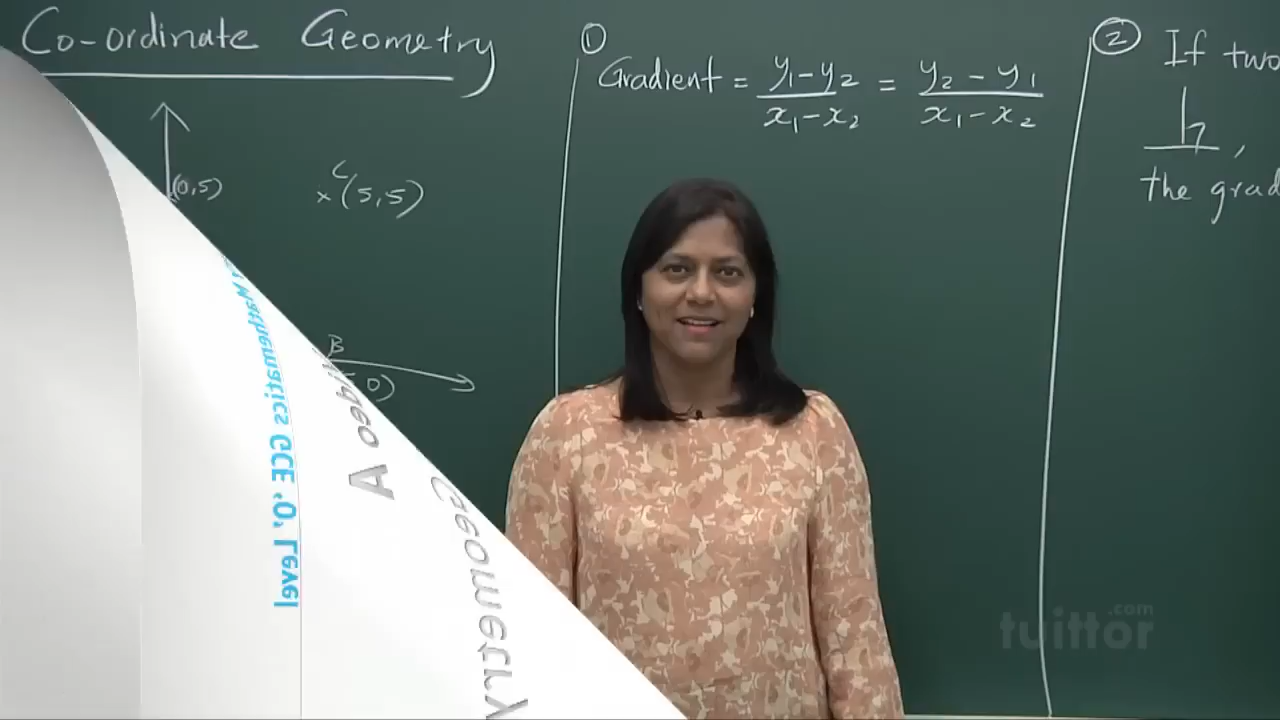 Co-ordinate Geometry
(0,5)
C
x (5,5)
B
0)
①
Gradient = y₁-y₂ / x₁-x₂ = y₂ - y₁ / x₁ - x₂
② If two
,
the grad
Mathematics GCE 'O' Level
A
Geometry
tuittor.com